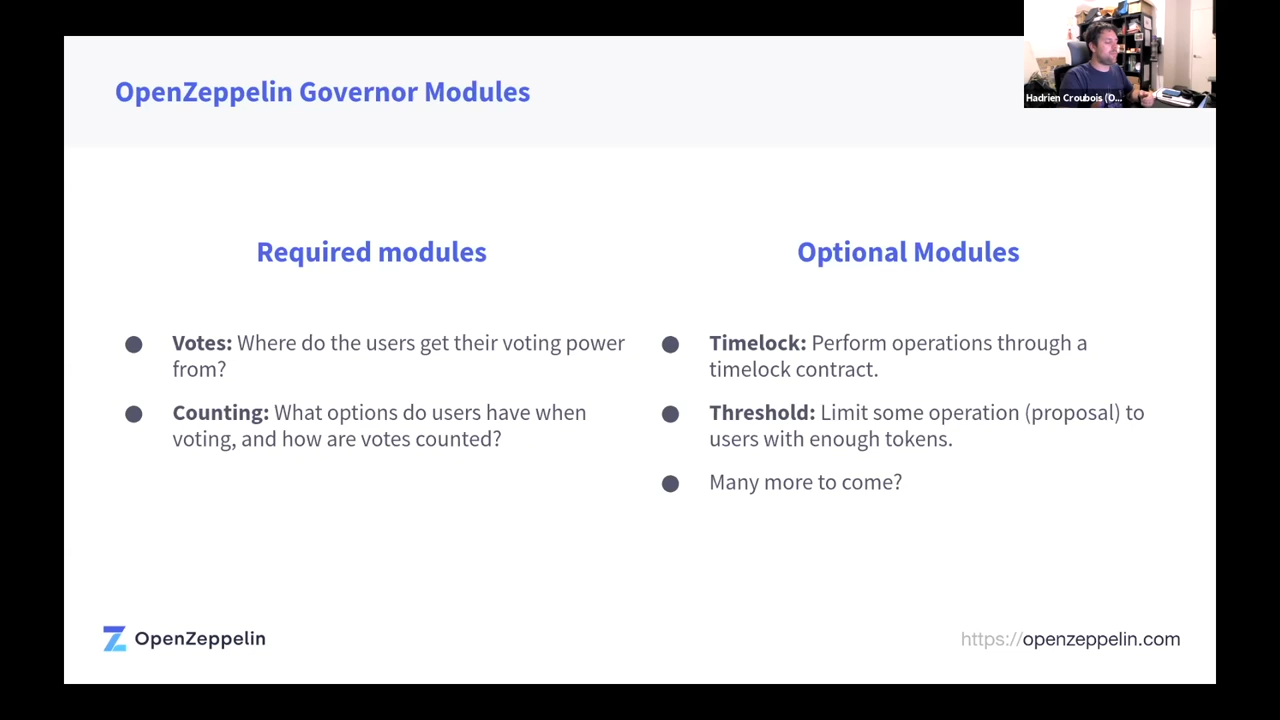 Hadrien Croubois (O...
OpenZeppelin Governor Modules
Required modules
Votes: Where do the users get their voting power
from?
Counting: What options do users have when
voting, and how are votes counted?
Optional Modules
Timelock: Perform operations through a
timelock contract.
Threshold: Limit some operation (proposal) to
users with enough tokens.
Many more to come?
OpenZeppelin
https://openzeppelin.com